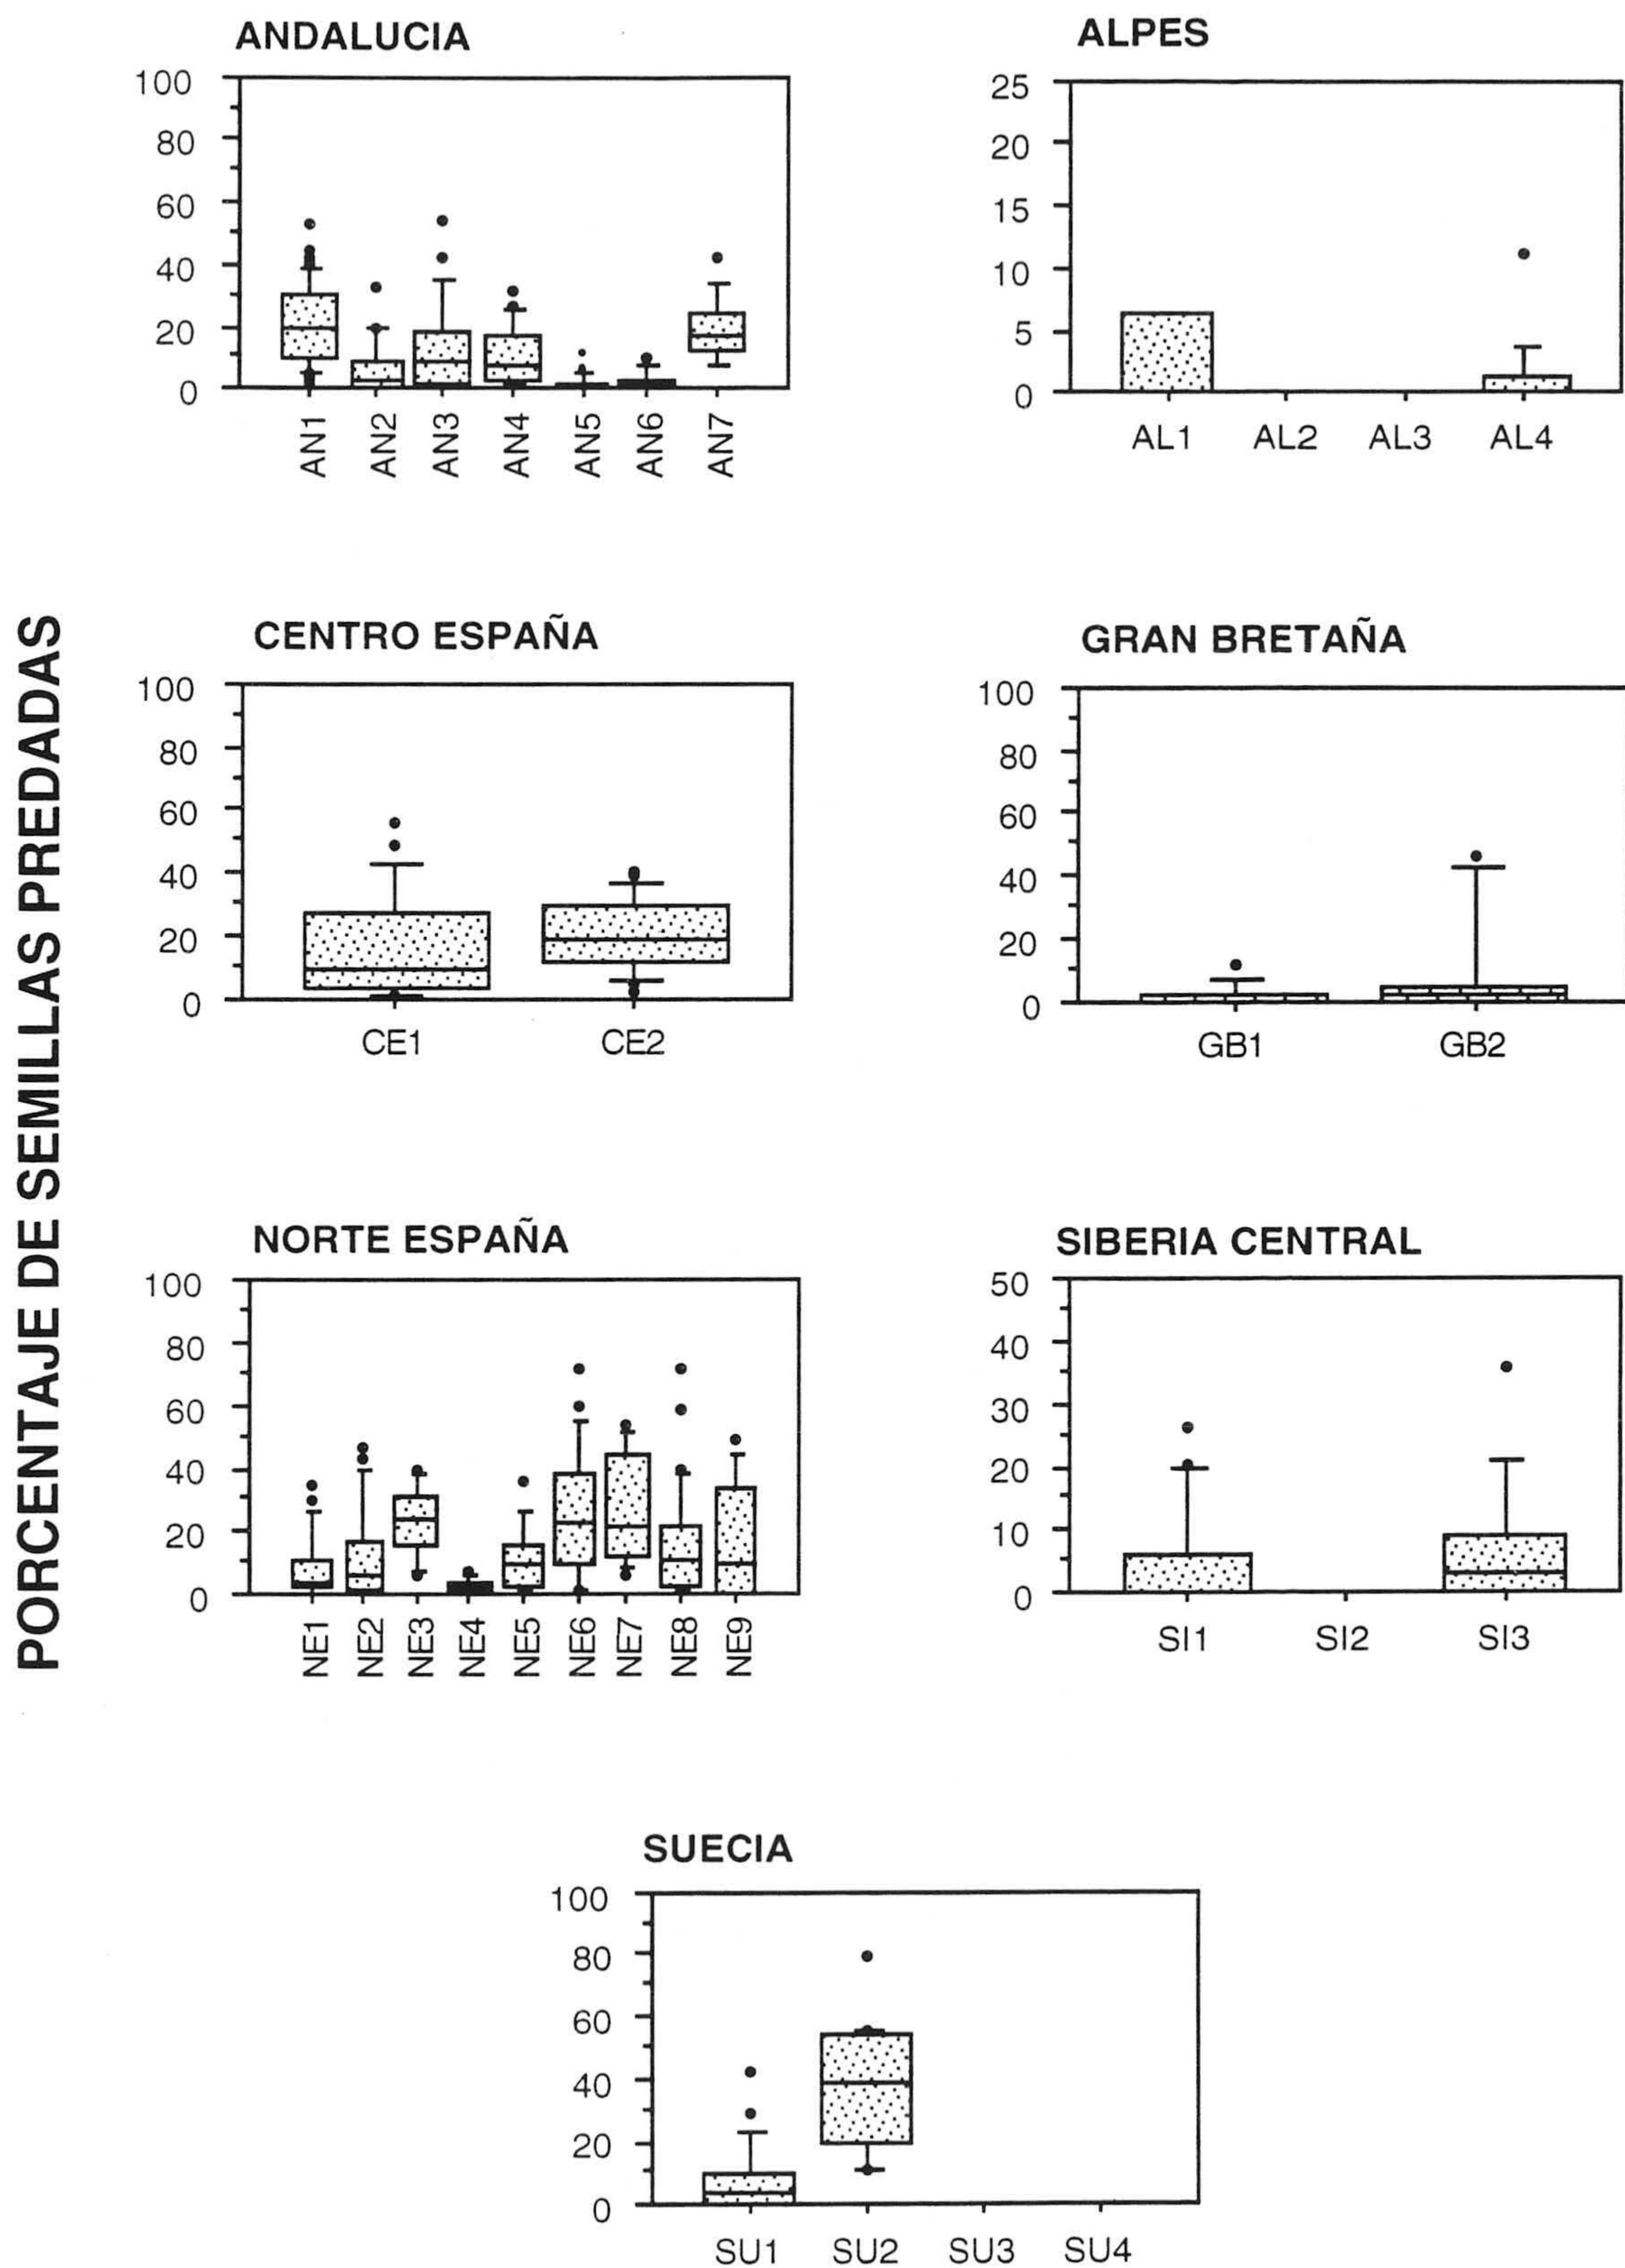 PORCENTAJE DE SEMILLAS PREDADAS
ANDALUCIA
100
80
60
40
20
0
AN1 AN2 AN3 AN4 AN5 AN6 AN7
ALPES
25
20
15
10
5
0
AL1 AL2 AL3 AL4
CENTRO ESPAÑA
100
80
60
40
20
0
CE1 CE2
GRAN BRETAÑA
100
80
60
40
20
0
GB1 GB2
NORTE ESPAÑA
100
80
60
40
20
0
NE1 NE2 NE3 NE4 NE5 NE6 NE7 NE8 NE9
SIBERIA CENTRAL
50
40
30
20
10
0
SI1 SI2 SI3
SUECIA
100
80
60
40
20
0
SU1 SU2 SU3 SU4